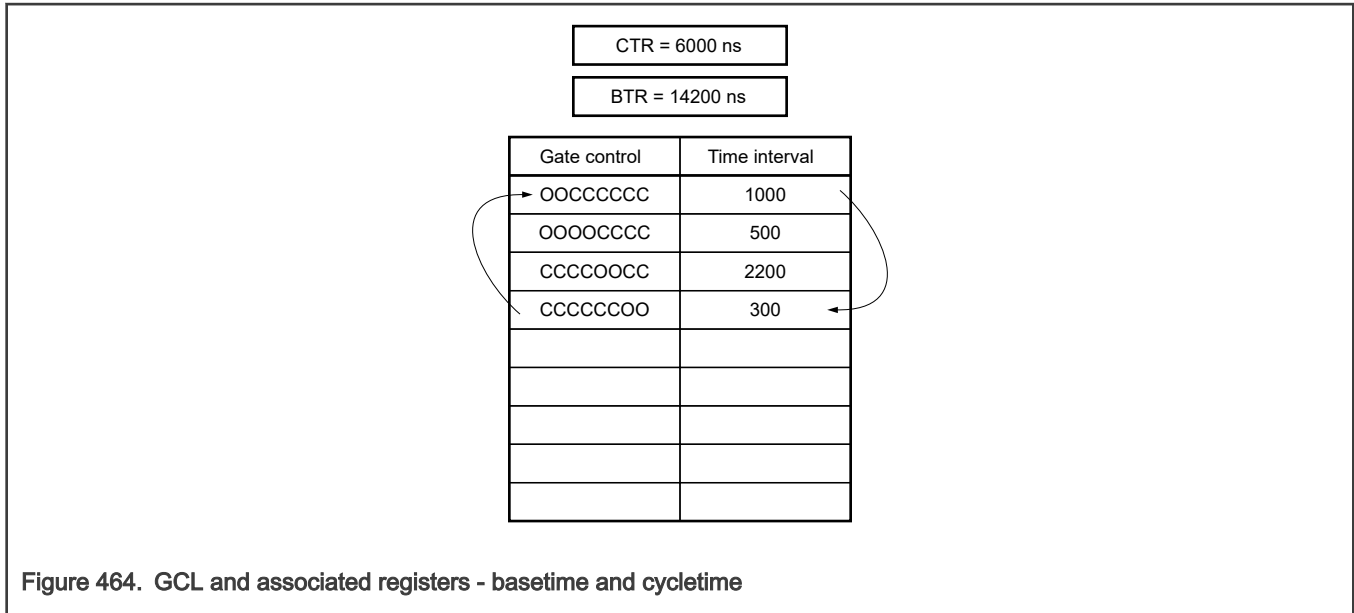 CTR = 6000 ns
BTR = 14200 ns
Gate control Time interval
OOCCCCCC 1000
OOOOCCCC 500
CCCCOOCC 2200
CCCCCCOO 300
Figure 464. GCL and associated registers - basetime and cycletime